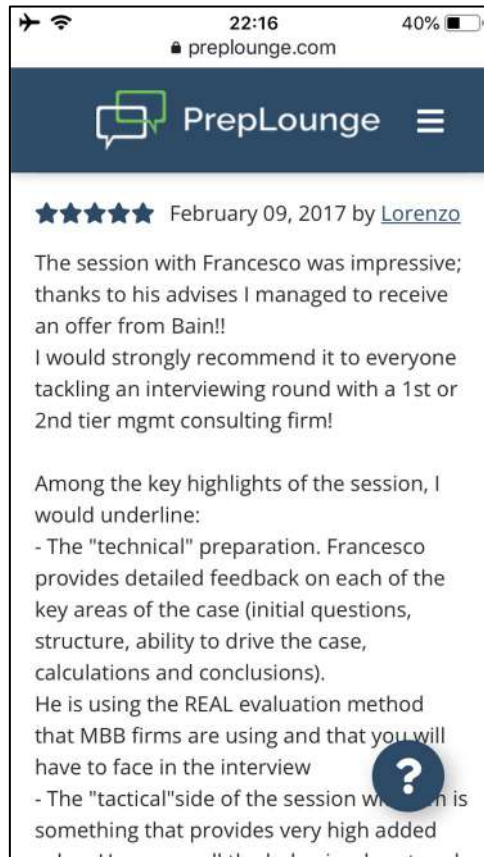 22:16
40%
preplounge.com
PrepLounge
February 09, 2017 by Lorenzo
The session with Francesco was impressive;
thanks to his advises I managed to receive
an offer from Bain!!
I would strongly recommend it to everyone
tackling an interviewing round with a 1st or
2nd tier mgmt consulting firm!
Among the key highlights of the session, I
would underline:
- The "technical" preparation. Francesco
provides detailed feedback on each of the
key areas of the case (initial questions,
structure, ability to drive the case,
calculations and conclusions).
He is using the REAL evaluation method
that MBB firms are using and that you will
have to face in the interview
?
- The "tactical"side of the session is
something that provides very high added